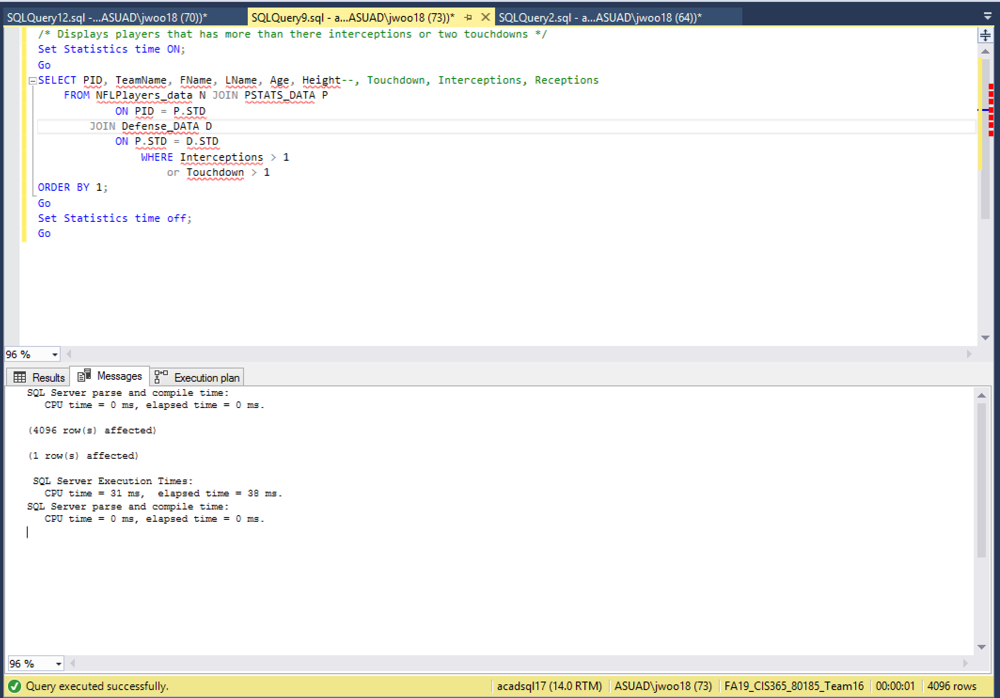 SQLQuery12.sql -...ASUAD\jwoo18 (70))* SQLQuery9.sql - a...ASUAD\jwoo18 (73))* SQLQuery2.sql - a...ASUAD\jwoo18 (64))*
/* Displays players that has more than there interceptions or two touchdowns */
Set Statistics time ON;
Go
SELECT PID, TeamName, FName, LName, Age, Height--, Touchdown, Interceptions, Receptions
FROM NFLPlayers_data N JOIN PSTATS_DATA P
ON PID = P.STD
JOIN Defense_DATA D
ON P.STD = D.STD
WHERE Interceptions > 1
or Touchdown > 1
ORDER BY 1;
Go
Set Statistics time off;
Go
96 %
Results Messages Execution plan
SQL Server parse and compile time:
CPU time = 0 ms, elapsed time = 0 ms.
(4096 row(s) affected)
(1 row(s) affected)
SQL Server Execution Times:
CPU time = 31 ms,  elapsed time = 38 ms.
SQL Server parse and compile time:
CPU time = 0 ms, elapsed time = 0 ms.
96 %
Query executed successfully. acadsql17 (14.0 RTM) ASUAD\jwoo18 (73) FA19_CIS365_80185_Team16 00:00:01 4096 rows